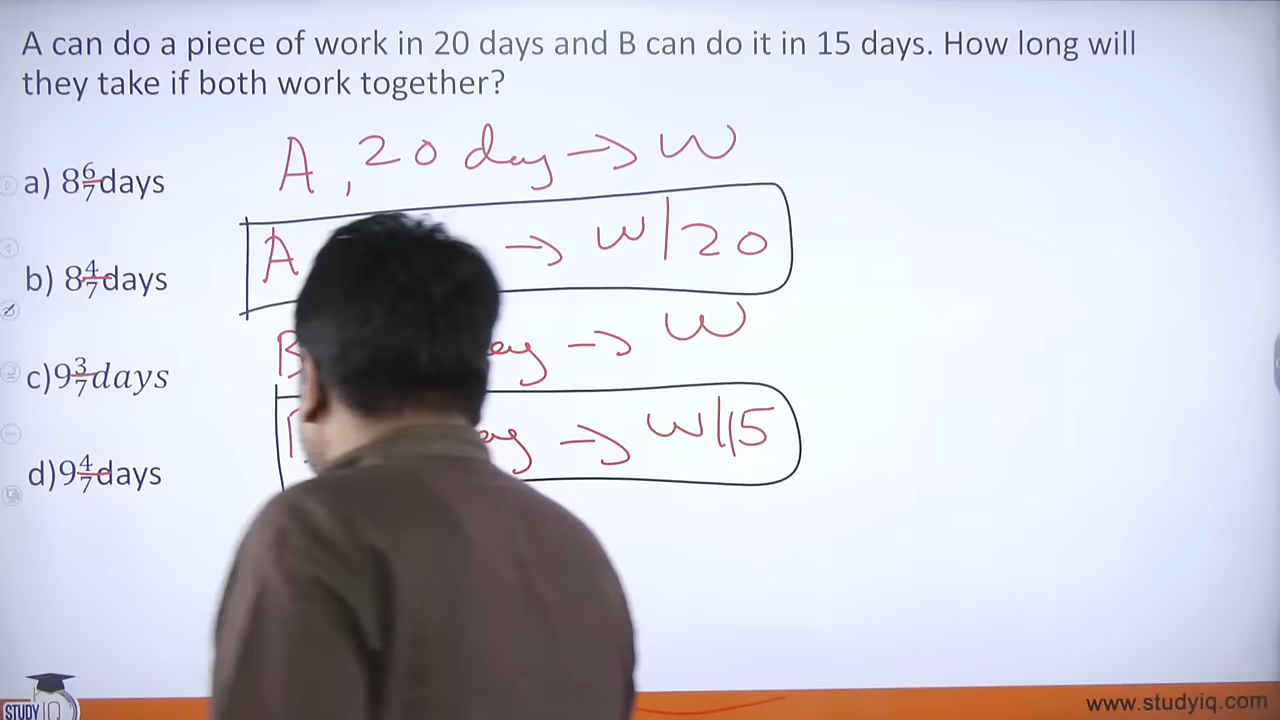 A can do a piece of work in 20 days and B can do it in 15 days. How long will
they take if both work together?
a) 8 6/7 days
b) 8 4/7 days
c) 9 3/7 days
d) 9 4/7 days
A, 20 day → W
A → W/20
B → W
→ W/15
STUDY IQ
www.studyiq.com